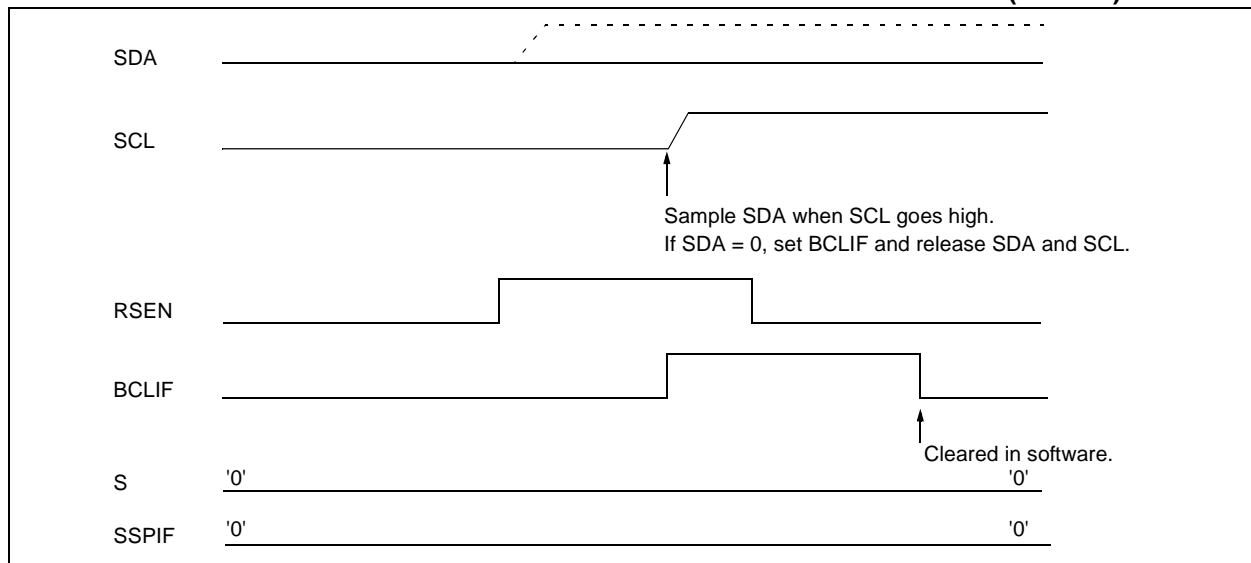 SDA
SCL
Sample SDA when SCL goes high.
If SDA = 0, set BCLIF and release SDA and SCL.
RSEN
BCLIF
Cleared in software.
S '0' '0'
SSPIF '0' '0'